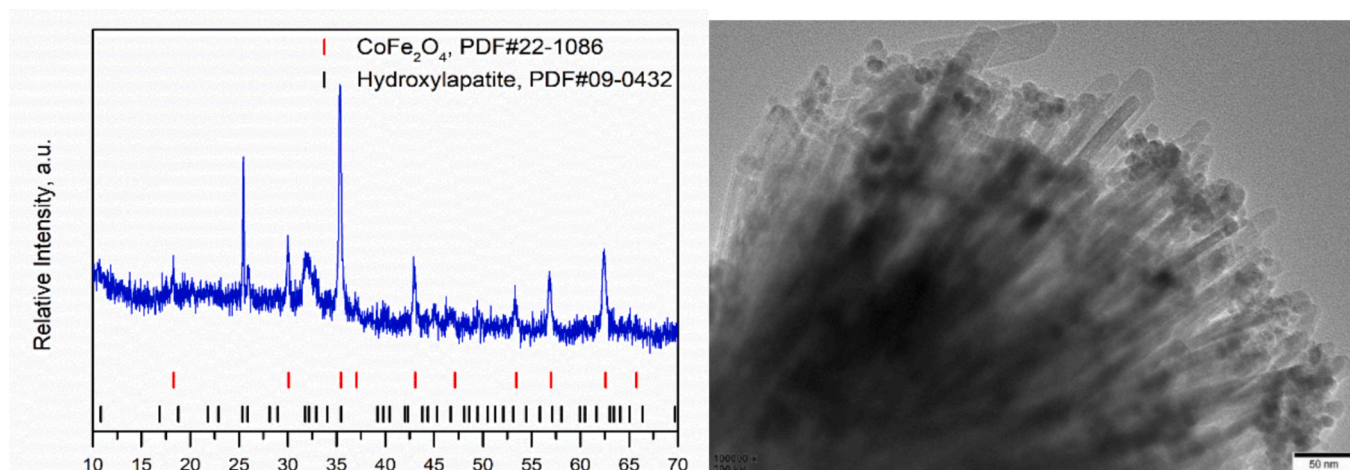 CoFe₂O₄, PDF#22-1086
Hydroxylapatite, PDF#09-0432
Relative Intensity, a.u.
10 15 20 25 30 35 40 45 50 55 60 65 70
100000 x
50 nm